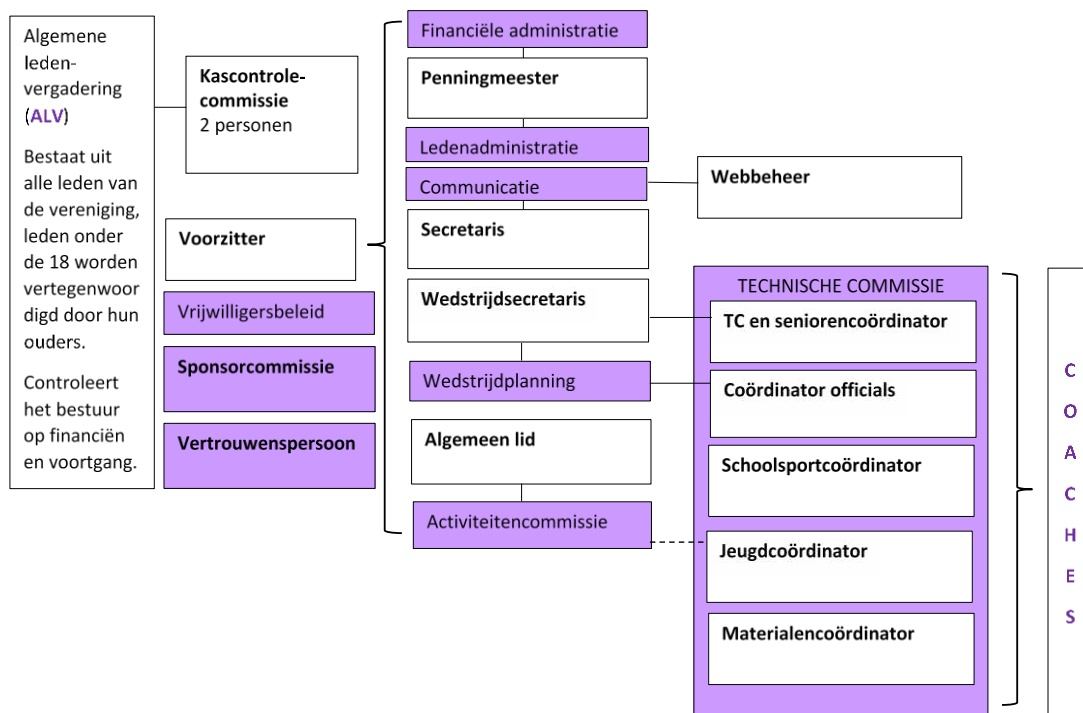 Algemene
leden-
vergadering
(ALV)
Bestaat uit
alle leden van
de vereniging,
leden onder
de 18 worden
vertegenwoor
digd door hun
ouders.
Controleert
het bestuur
op financiën
en voortgang.
Kascontrole-
commissie
2 personen
Voorzitter
Vrijwilligersbeleid
Sponsorcommissie
Vertrouwenspersoon
Financiële administratie
Penningmeester
Ledenadministratie
Communicatie
Secretaris
Wedstrijdsecretaris
Wedstrijdplanning
Algemeen lid
Activiteitencommissie
Webbeheer
TECHNISCHE COMMISSIE
TC en seniorencoördinator
Coördinator officials
Schoolsportcoördinator
Jeugdcoördinator
Materialencoördinator
C
O
A
C
H
E
S